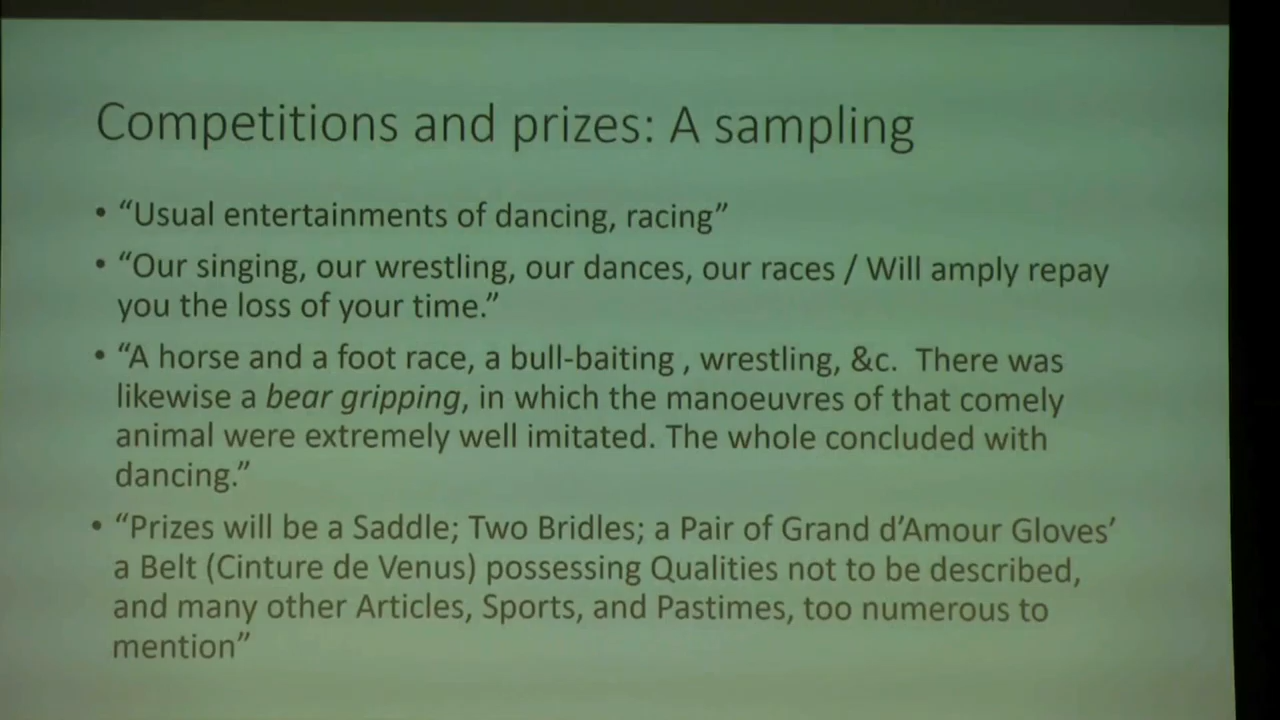 Competitions and prizes: A sampling
• “Usual entertainments of dancing, racing”
• “Our singing, our wrestling, our dances, our races / Will amply repay
you the loss of your time.”
• “A horse and a foot race, a bull-baiting , wrestling, &c.  There was
likewise a bear gripping, in which the manoeuvres of that comely
animal were extremely well imitated. The whole concluded with
dancing.”
• “Prizes will be a Saddle; Two Bridles; a Pair of Grand d’Amour Gloves’
a Belt (Cinture de Venus) possessing Qualities not to be described,
and many other Articles, Sports, and Pastimes, too numerous to
mention”